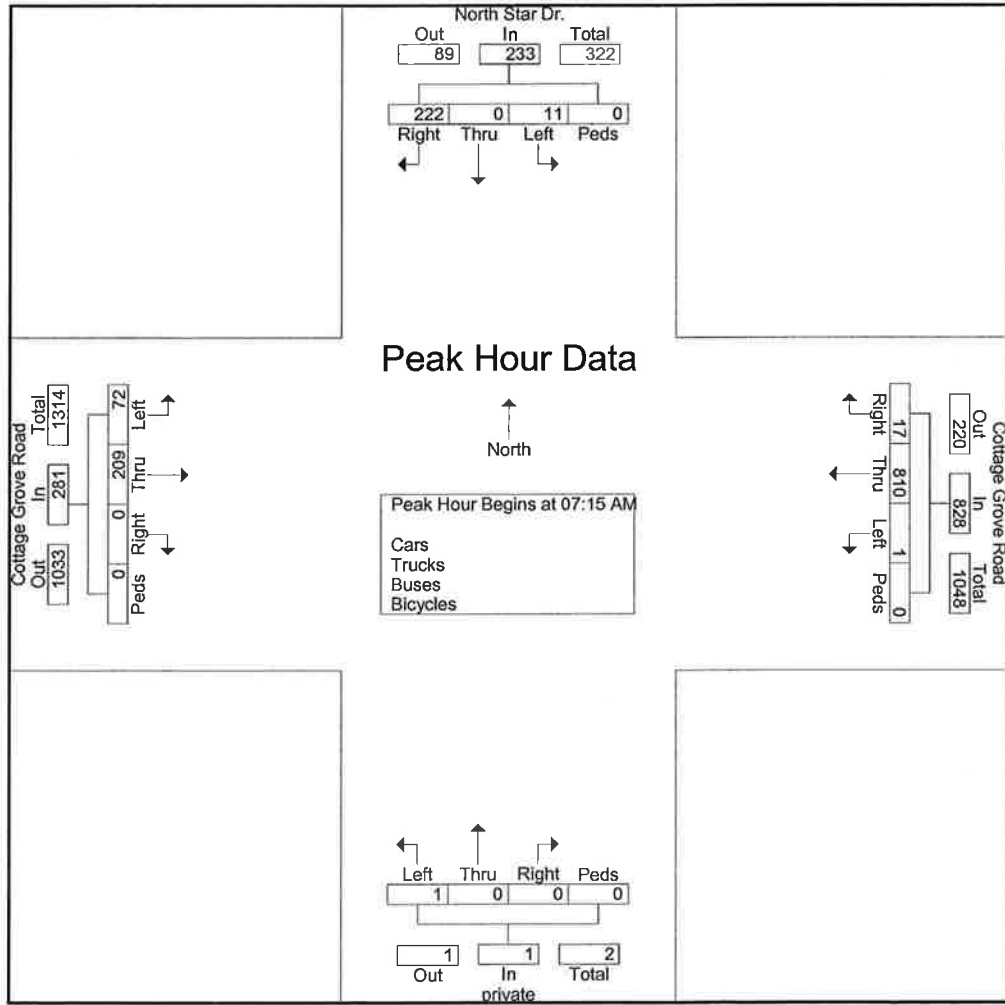 North Star Dr.
Out In Total
89 233 322
222 0 11 0
Right Thru Left Peds
Peak Hour Data
North
Peak Hour Begins at 07:15 AM
Cars
Trucks
Buses
Bicycles
Cottage Grove Road
Out In Total
1033 281 1314
0 0 209 72
Peds Right Thru Left
Cottage Grove Road
Out In Total
220 828 1048
17 810 1 0
Right Thru Left Peds
Left Thru Right Peds
1 0 0 0
1 1 2
Out In Total
private